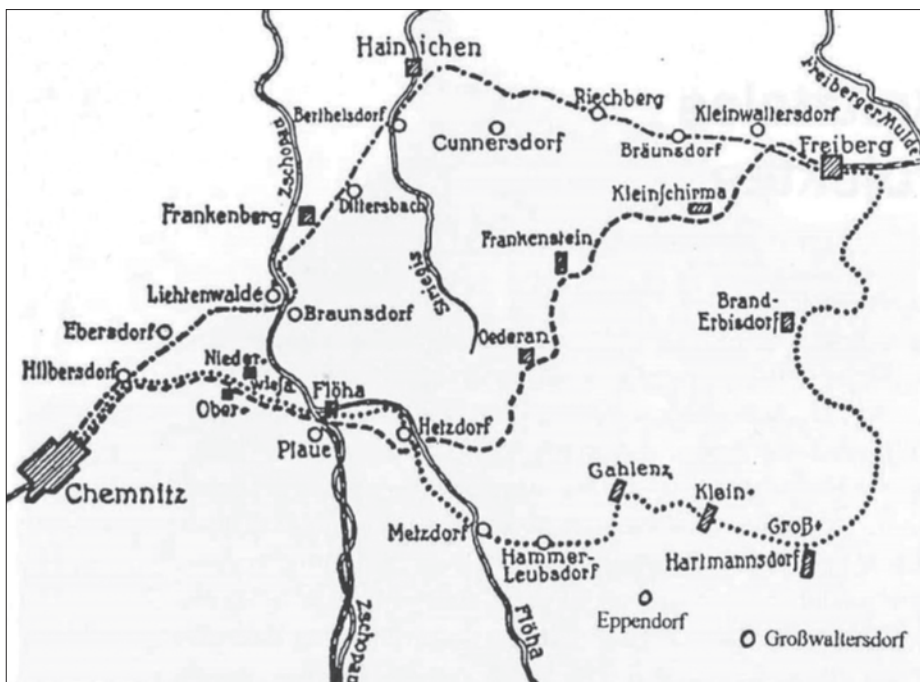 Hainichen
Zschopau
Freiberger Mulde
Berthelsdorf
Riechberg
Kleinwaltersdorf
Cunnersdorf
Bräunsdorf
Freiberg
Dittersbach
Frankenberg
Kleinschirma
Frankenstein
Striegis
Lichtenwalde
Braunsdorf
Brand-
Erbisdorf
Ebersdorf
Oederan
Hilbersdorf
Nieder-
wiesa
Ober-
Flöha
Plaue
Hetzdorf
Chemnitz
Gahlenz
Klein-
Groß-
Hartmannsdorf
Metzdorf
Hammer-
Leubsdorf
Eppendorf
Zschopau
Flöha
Großwaltersdorf